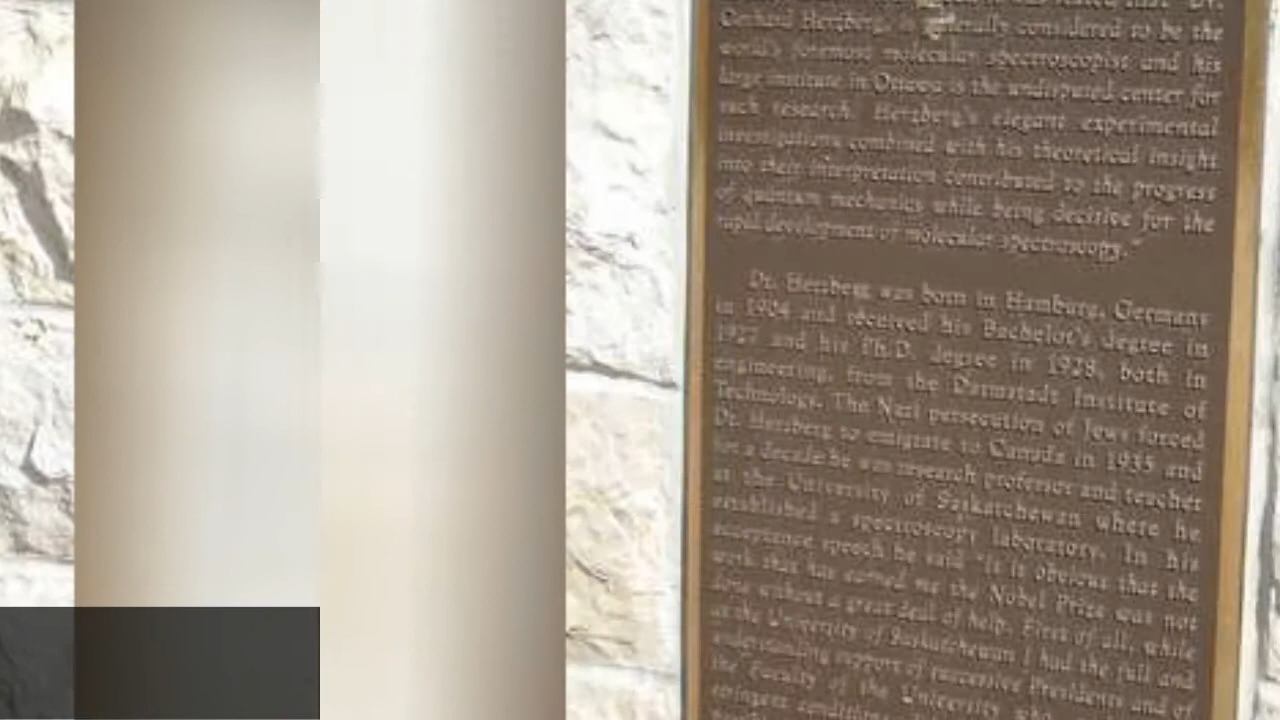 Gerhard Herzberg, is generally considered to be the
world's foremost molecular spectroscopist and his
large institute in Ottawa is the undisputed center for
such research. Herzberg's elegant experimental
investigations combined with his theoretical insight
into their interpretation contributed to the progress
of quantum mechanics while being decisive for the
rapid development of molecular spectroscopy."
Dr. Herzberg was born in Hamburg, Germany
in 1904 and received his Bachelor's degree in
1927 and his Ph.D. degree in 1928, both in
engineering, from the Darmstadt Institute of
Technology. The Nazi persecution of Jews forced
Dr. Herzberg to emigrate to Canada in 1935 and
for a decade he was research professor and teacher
at the University of Saskatchewan where he
established a spectroscopy laboratory. In his
acceptance speech he said "it is obvious that the
work that has earned me the Nobel Prize was not
done without a great deal of help. First of all, while
at the University of Saskatchewan I had the full and
understanding support of successive Presidents and of
the Faculty of the University who
stringent conditions